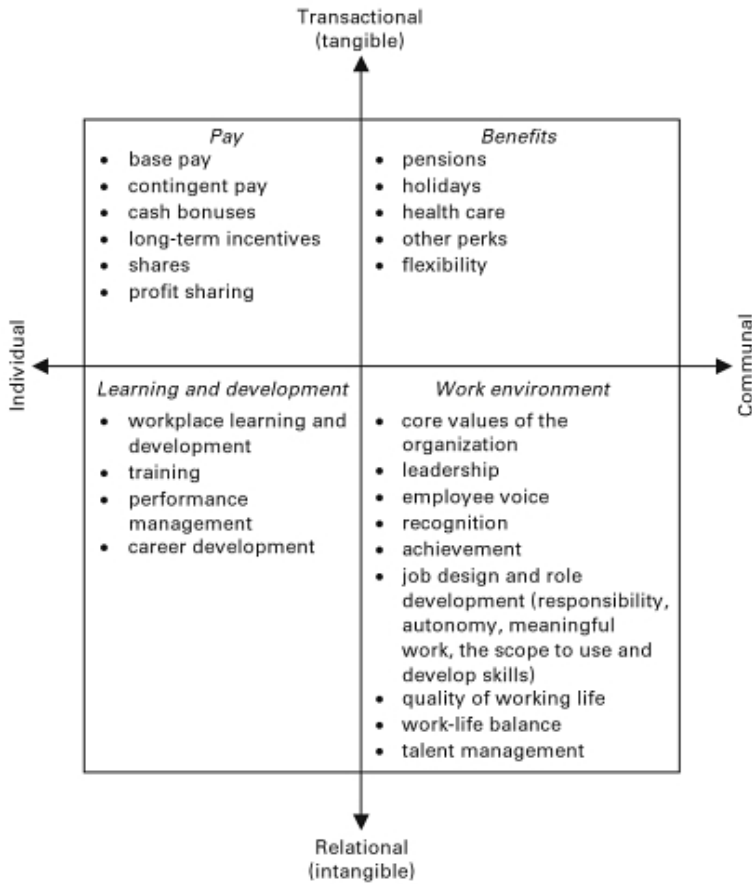 Transactional
(tangible)
Pay
• base pay
• contingent pay
• cash bonuses
• long-term incentives
• shares
• profit sharing
Benefits
• pensions
• holidays
• health care
• other perks
• flexibility
Individual
Communal
Learning and development
• workplace learning and
development
• training
• performance
management
• career development
Work environment
• core values of the
organization
• leadership
• employee voice
• recognition
• achievement
• job design and role
development (responsibility,
autonomy, meaningful
work, the scope to use and
develop skills)
• quality of working life
• work-life balance
• talent management
Relational
(intangible)